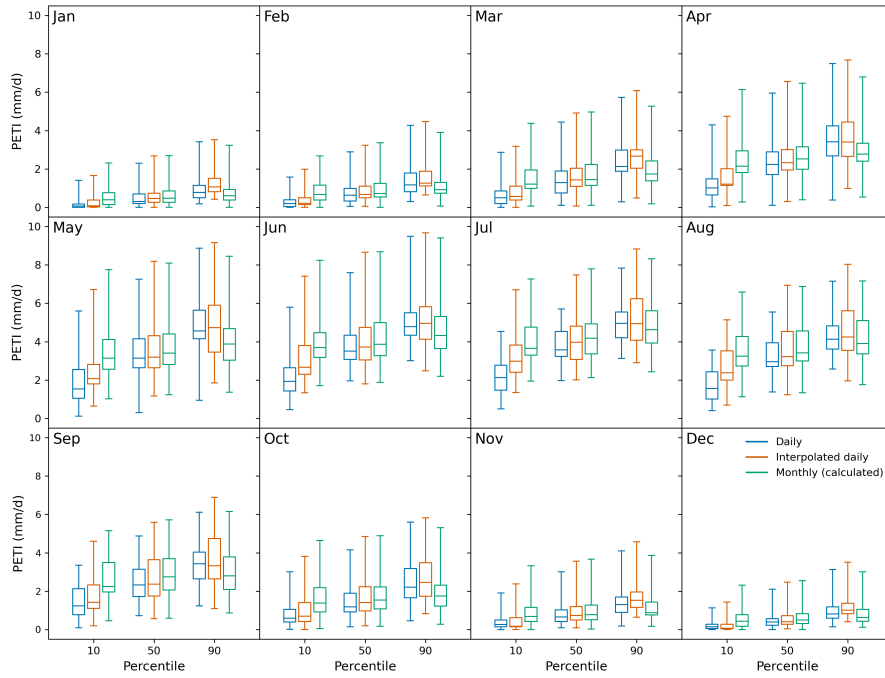 Jan
Feb
Mar
Apr
10
8
6
4
2
0
PETI (mm/d)
May
Jun
Jul
Aug
10
8
6
4
2
0
PETI (mm/d)
Sep
Oct
Nov
Dec
10
8
6
4
2
0
PETI (mm/d)
Daily
Interpolated daily
Monthly (calculated)
10 50 90
10 50 90
10 50 90
10 50 90
Percentile
Percentile
Percentile
Percentile